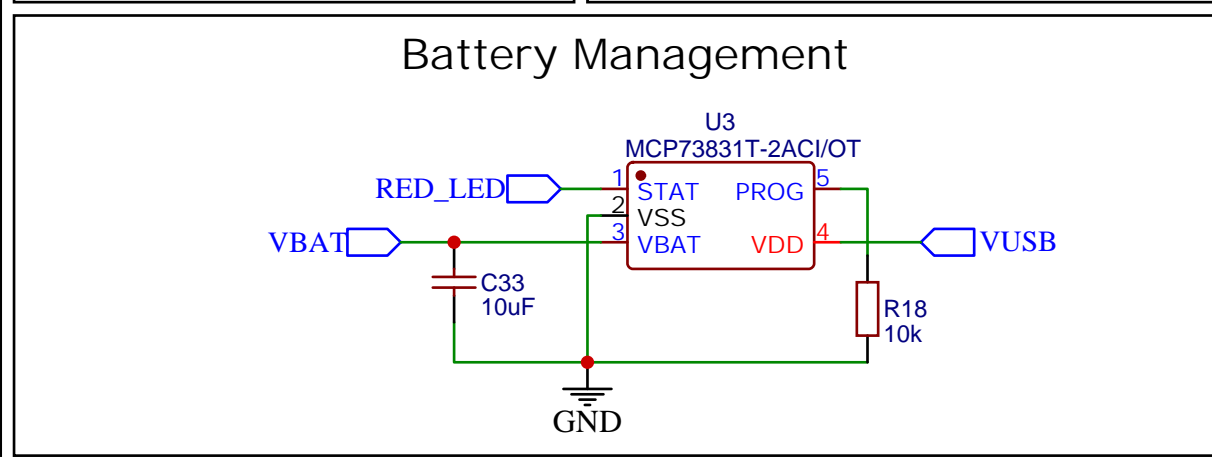 Battery Management
U3
MCP73831T-2ACI/OT
RED_LED
1
STAT
PROG
5
2
VSS
VBAT
3
VBAT
VDD
4
VUSB
C33
10uF
R18
10k
GND